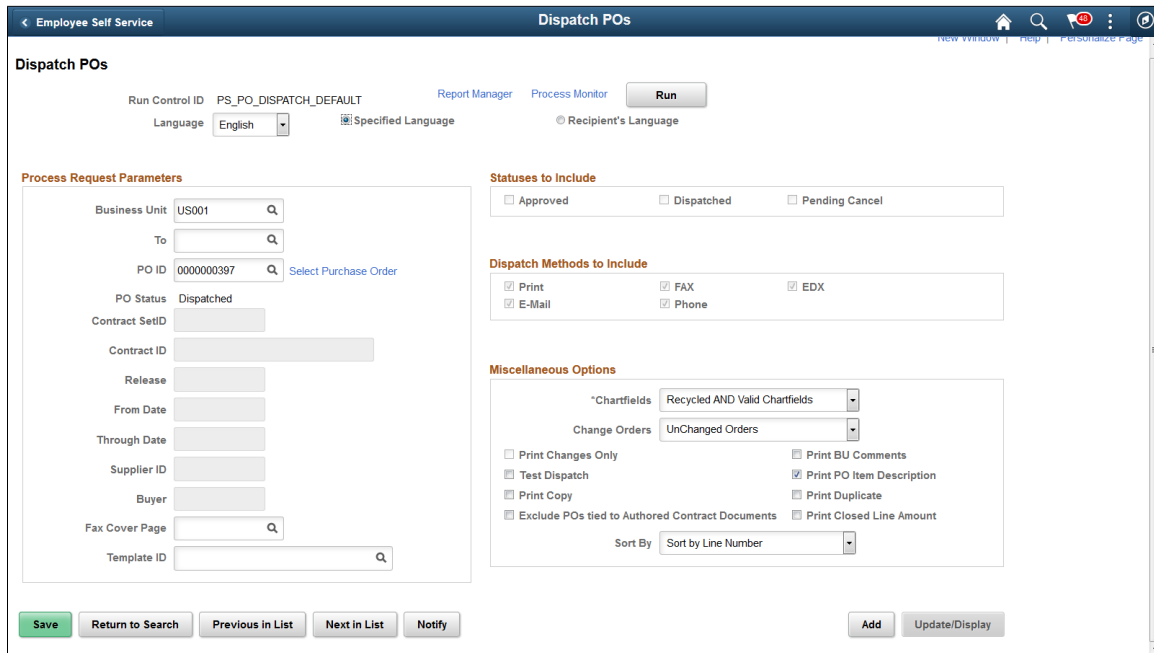 Employee Self Service
Dispatch POs
48
New Window | Help | Personalize Page
Dispatch POs
Run Control ID PS_PO_DISPATCH_DEFAULT Report Manager Process Monitor Run
Language English Specified Language Recipient's Language
Process Request Parameters
Business Unit US001
To
PO ID 0000000397 Select Purchase Order
PO Status Dispatched
Contract SetID
Contract ID
Release
From Date
Through Date
Supplier ID
Buyer
Fax Cover Page
Template ID
Statuses to Include
Approved Dispatched Pending Cancel
Dispatch Methods to Include
Print FAX EDX
E-Mail Phone
Miscellaneous Options
*Chartfields Recycled AND Valid Chartfields
Change Orders UnChanged Orders
Print Changes Only Print BU Comments
Test Dispatch Print PO Item Description
Print Copy Print Duplicate
Exclude POs tied to Authored Contract Documents Print Closed Line Amount
Sort By Sort by Line Number
Save Return to Search Previous in List Next in List Notify Add Update/Display